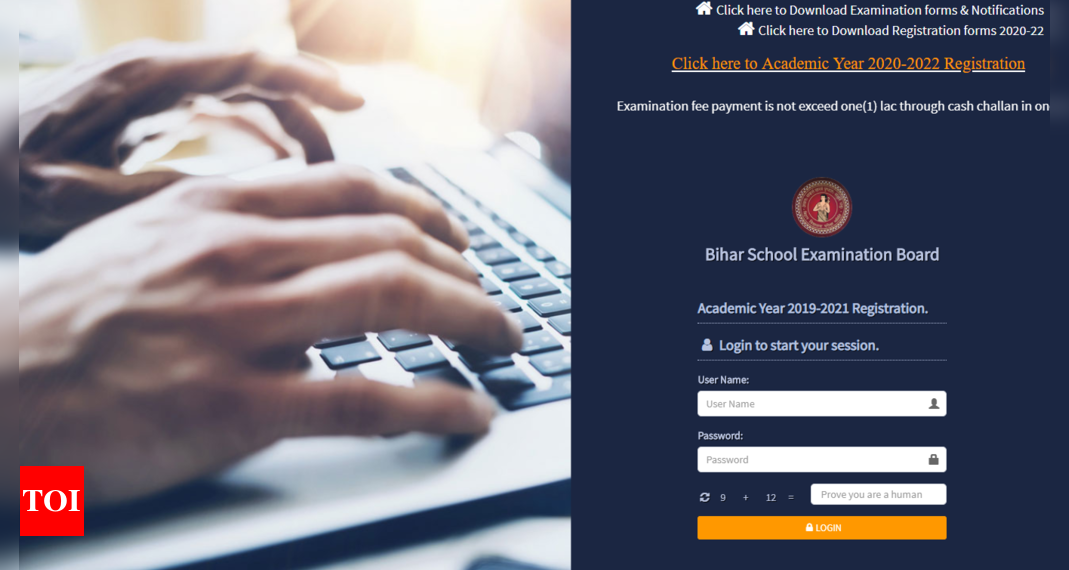 Click here to Download Examination forms & Notifications
Click here to Download Registration forms 2020-22
Click here to Academic Year 2020-2022 Registration
Examination fee payment is not exceed one(1) lac through cash challan in on
Bihar School Examination Board
Academic Year 2019-2021 Registration.
Login to start your session.
User Name:
User Name
Password:
Password
9 + 12 = Prove you are a human
LOGIN
TOI